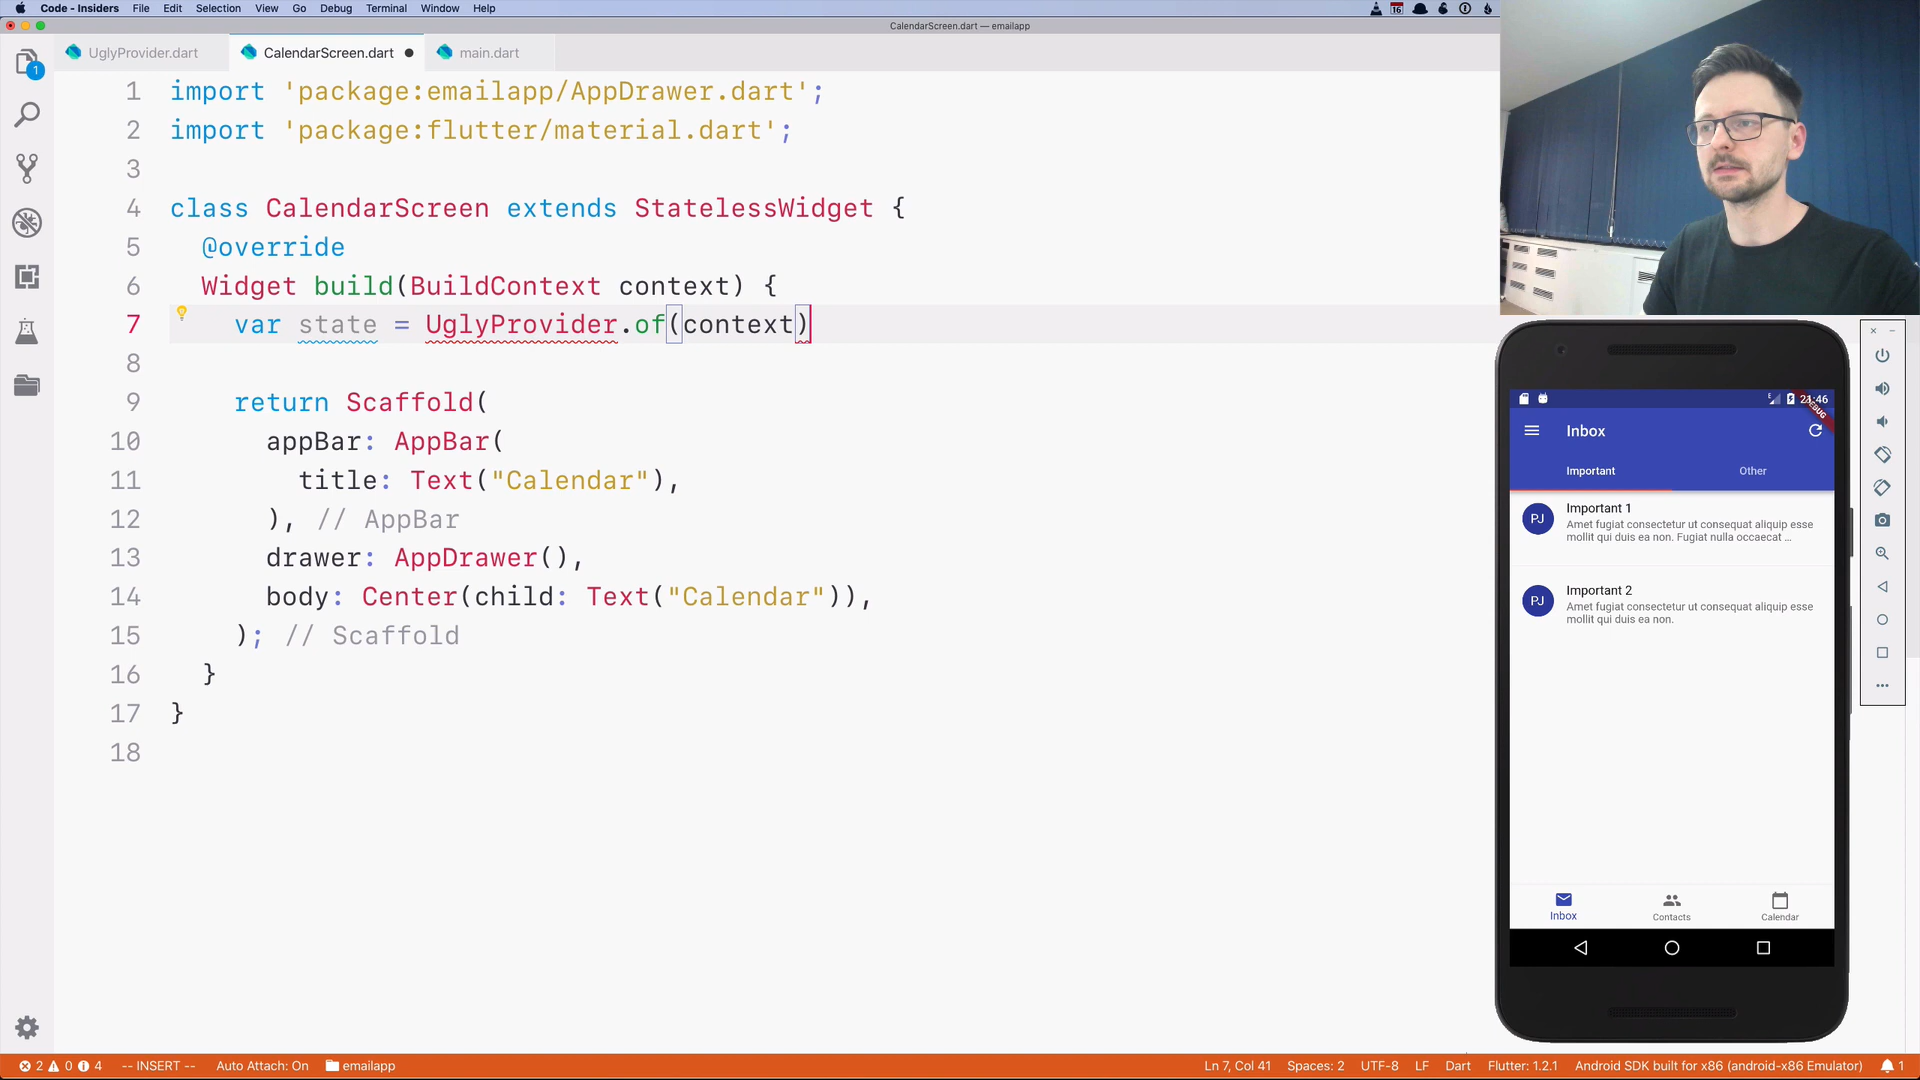 Code - Insiders File Edit Selection View Go Debug Terminal Window Help
16
CalendarScreen.dart — emailapp
UglyProvider.dart CalendarScreen.dart main.dart
1
1 import 'package:emailapp/AppDrawer.dart';
2 import 'package:flutter/material.dart';
3
4 class CalendarScreen extends StatelessWidget {
5 @override
6 Widget build(BuildContext context) {
7 var state = UglyProvider.of(context)
8
9 return Scaffold(
10 appBar: AppBar(
11 title: Text("Calendar"),
12 ), // AppBar
13 drawer: AppDrawer(),
14 body: Center(child: Text("Calendar")),
15 ); // Scaffold
16 }
17 }
18
DEBUG
Inbox
Important Other
PJ
Important 1
Amet fugiat consectetur ut consequat aliquip esse
mollit qui duis ea non. Fugiat nulla occaecat ...
PJ
Important 2
Amet fugiat consectetur ut consequat aliquip esse
mollit qui duis ea non.
Inbox Contacts Calendar
2 0 4 -- INSERT -- Auto Attach: On emailapp Ln 7, Col 41 Spaces: 2 UTF-8 LF Dart Flutter: 1.2.1 Android SDK built for x86 (android-x86 Emulator) 1